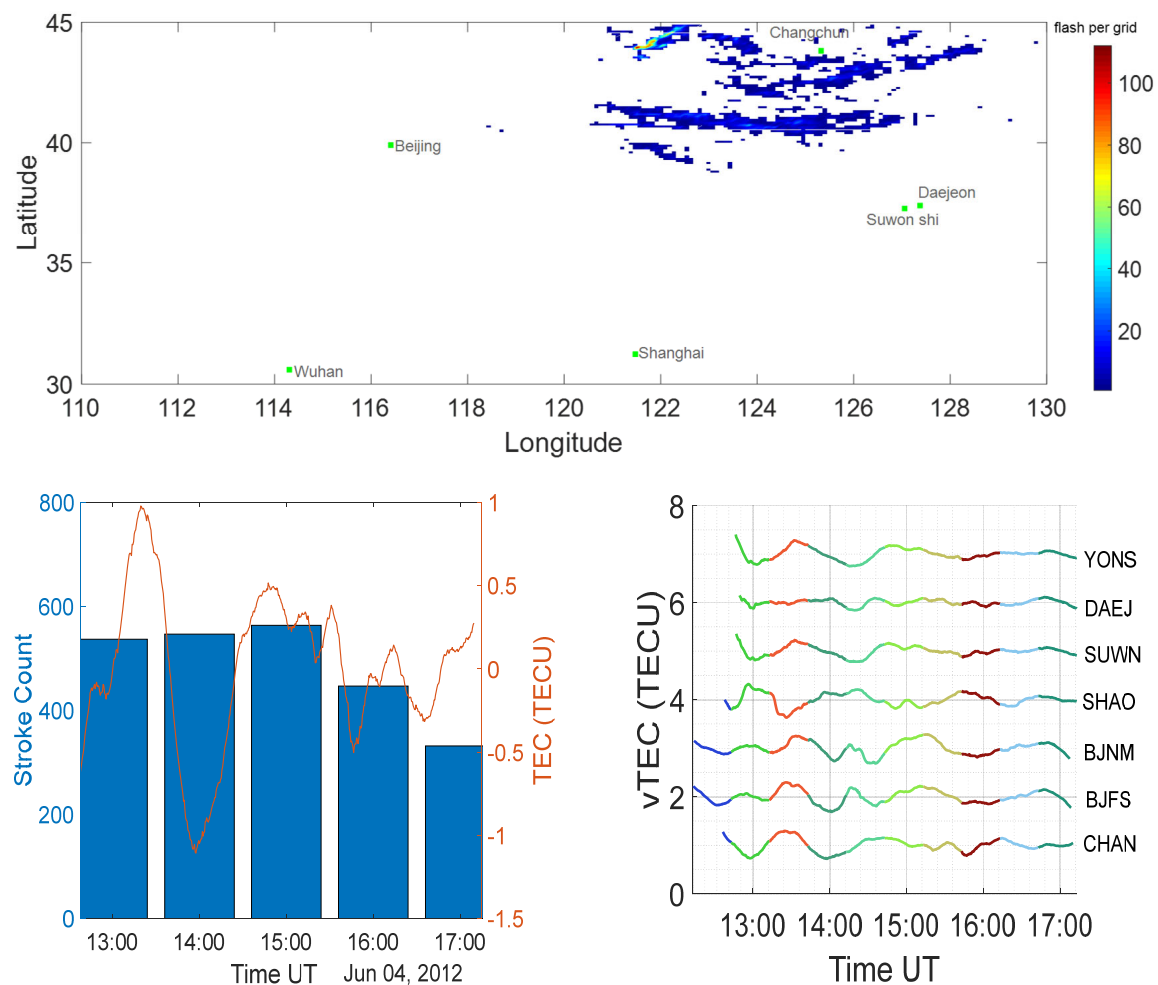 45
40
35
30
Latitude
110
112
114
116
118
120
122
124
126
128
130
Longitude
Changchun
Beijing
Daejeon
Suwon shi
Shanghai
Wuhan
flash per grid
100
80
60
40
20
800
600
400
200
0
Stroke Count
1
0.5
0
-0.5
-1
-1.5
TEC (TECU)
13:00
14:00
15:00
16:00
17:00
Time UT
Jun 04, 2012
8
6
4
2
0
vTEC (TECU)
YONS
DAEJ
SUWN
SHAO
BJNM
BJFS
CHAN
13:00
14:00
15:00
16:00
17:00
Time UT